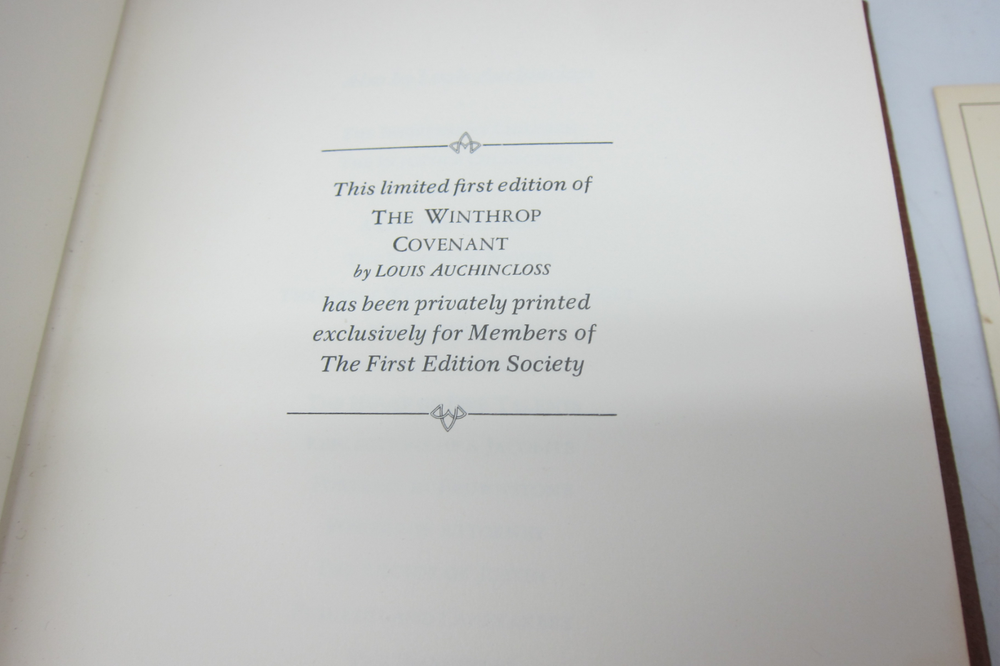 This limited first edition of
THE WINTHROP
COVENANT
by LOUIS AUCHINCLOSS
has been privately printed
exclusively for Members of
The First Edition Society